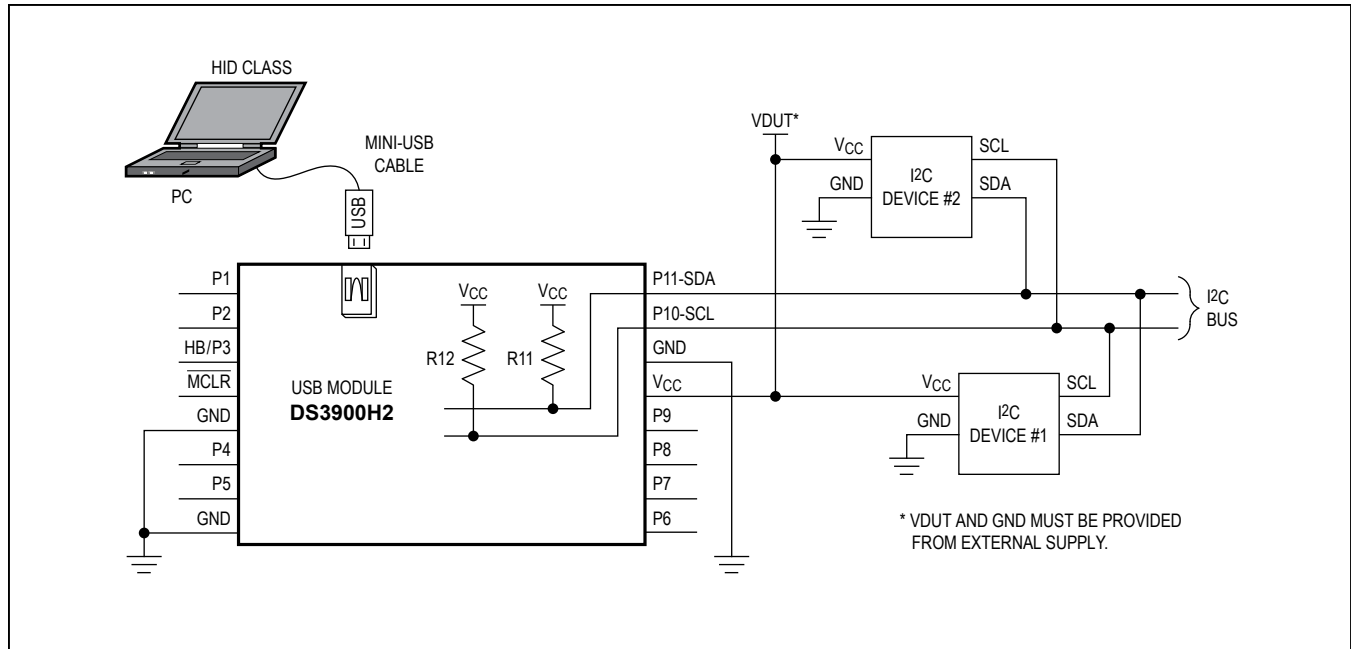 HID CLASS
MINI-USB
CABLE
PC
USB
VDUT*
VCC
GND
I2C
DEVICE #2
SCL
SDA
P1
P2
HB/P3
MCLR
GND
P4
P5
GND
VCC
VCC
R12
R11
USB MODULE
DS3900H2
P11-SDA
P10-SCL
GND
VCC
P9
P8
P7
P6
I2C
BUS
VCC
GND
I2C
DEVICE #1
SCL
SDA
* VDUT AND GND MUST BE PROVIDED
FROM EXTERNAL SUPPLY.